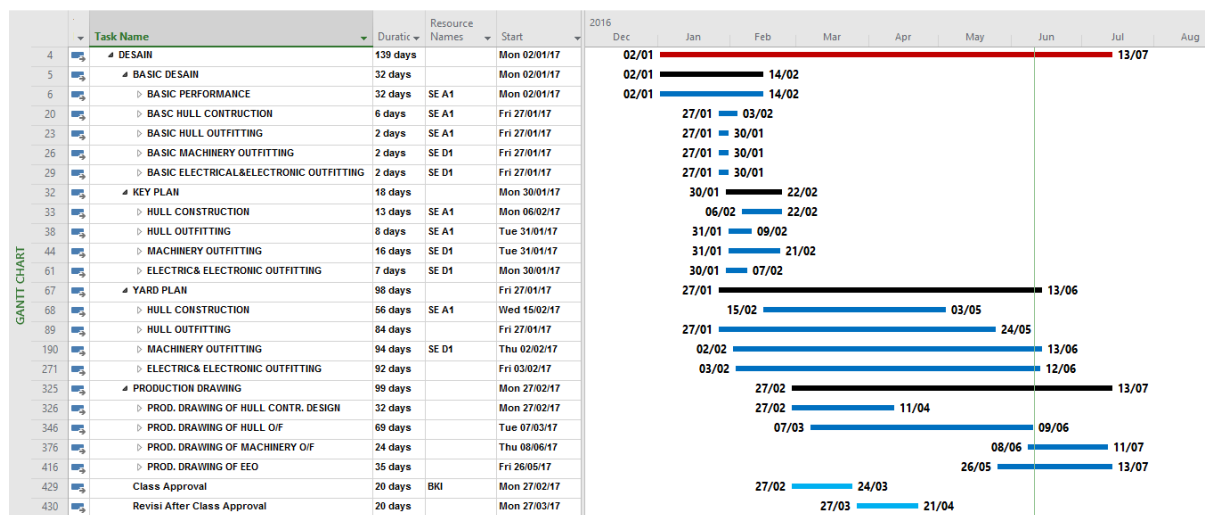 2016
Resource
Task Name Duratic Names Start Dec Jan Feb Mar Apr May Jun Jul Aug
4 DESAIN 139 days Mon 02/01/17 02/01 13/07
5 BASIC DESAIN 32 days Mon 02/01/17 02/01 14/02
6 BASIC PERFORMANCE 32 days SE A1 Mon 02/01/17 02/01 14/02
20 BASC HULL CONTRUCTION 6 days SE A1 Fri 27/01/17 27/01 03/02
23 BASIC HULL OUTFITTING 2 days SE A1 Fri 27/01/17 27/01 30/01
26 BASIC MACHINERY OUTFITTING 2 days SE D1 Fri 27/01/17 27/01 30/01
29 BASIC ELECTRICAL&ELECTRONIC OUTFITTING 2 days SE D1 Fri 27/01/17 27/01 30/01
32 KEY PLAN 18 days Mon 30/01/17 30/01 22/02
33 HULL CONSTRUCTION 13 days SE A1 Mon 06/02/17 06/02 22/02
38 HULL OUTFITTING 8 days SE A1 Tue 31/01/17 31/01 09/02
44 MACHINERY OUTFITTING 16 days SE D1 Tue 31/01/17 31/01 21/02
61 ELECTRIC& ELECTRONIC OUTFITTING 7 days SE D1 Mon 30/01/17 30/01 07/02
67 YARD PLAN 98 days Fri 27/01/17 27/01 13/06
68 HULL CONSTRUCTION 56 days SE A1 Wed 15/02/17 15/02 03/05
89 HULL OUTFITTING 84 days Fri 27/01/17 27/01 24/05
190 MACHINERY OUTFITTING 94 days SE D1 Thu 02/02/17 02/02 13/06
271 ELECTRIC& ELECTRONIC OUTFITTING 92 days Fri 03/02/17 03/02 12/06
325 PRODUCTION DRAWING 99 days Mon 27/02/17 27/02 13/07
326 PROD. DRAWING OF HULL CONTR. DESIGN 32 days Mon 27/02/17 27/02 11/04
346 PROD. DRAWING OF HULL O/F 69 days Tue 07/03/17 07/03 09/06
376 PROD. DRAWING OF MACHINERY O/F 24 days Thu 08/06/17 08/06 11/07
416 PROD. DRAWING OF EEO 35 days Fri 26/05/17 26/05 13/07
429 Class Approval 20 days BKI Mon 27/02/17 27/02 24/03
430 Revisi After Class Approval 20 days Mon 27/03/17 27/03 21/04
GANTT CHART